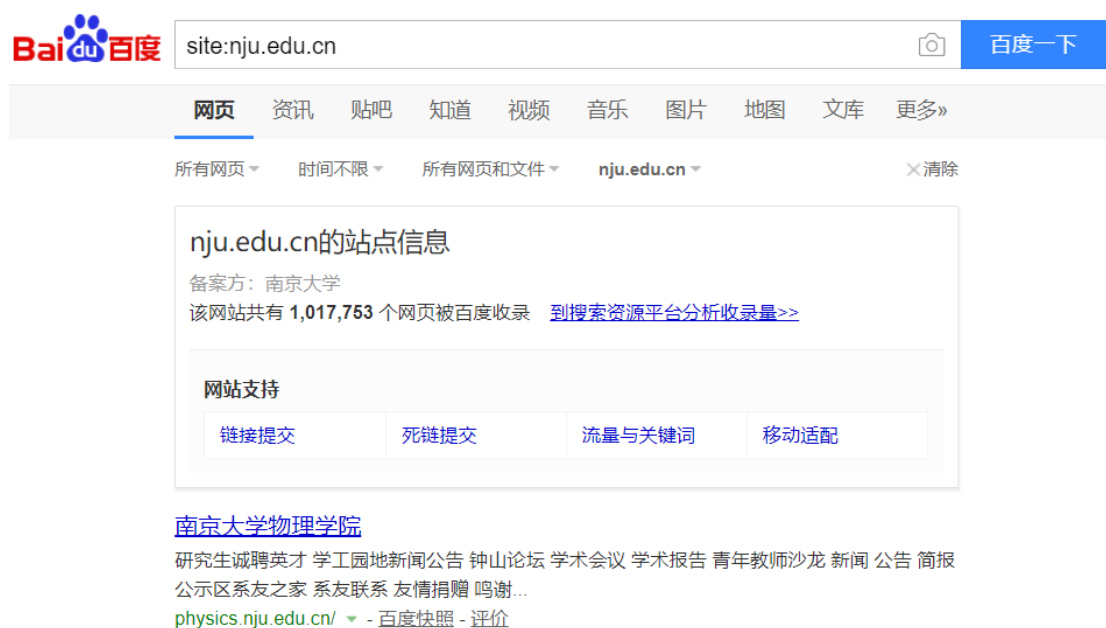 Bai du 百度 site:nju.edu.cn 百度一下
网页 资讯 贴吧 知道 视频 音乐 图片 地图 文库 更多»
所有网页 时间不限 所有网页和文件 nju.edu.cn ×清除
nju.edu.cn的站点信息
备案方：南京大学
该网站共有 1,017,753 个网页被百度收录 到搜索资源平台分析收录量>>
网站支持
链接提交 死链提交 流量与关键词 移动适配
南京大学物理学院
研究生诚聘英才 学工园地新闻公告 钟山论坛 学术会议 学术报告 青年教师沙龙 新闻 公告 简报
公示区系友之家 系友联系 友情捐赠 鸣谢...
physics.nju.edu.cn/ - 百度快照 - 评价